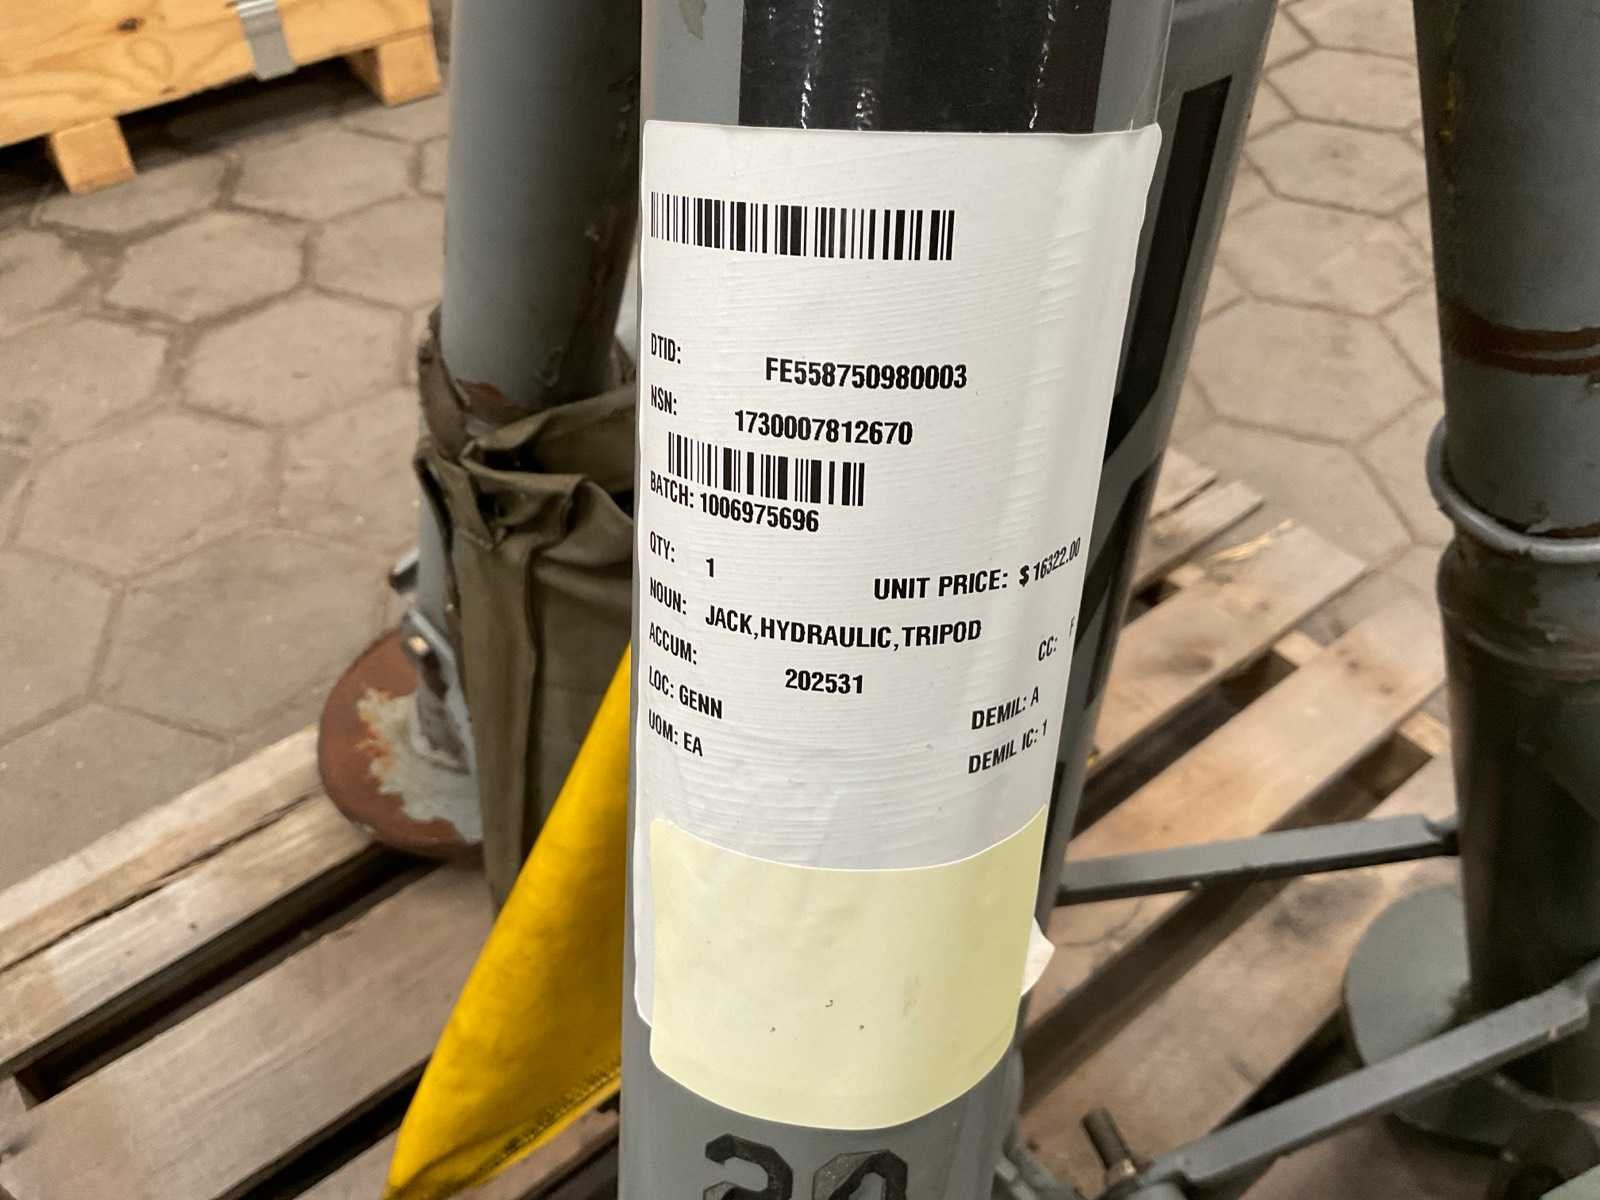 DTID: FE558750980003
NSN: 1730007812670
BATCH: 1006975696
QTY: 1 UNIT PRICE: $ 16322.00
NOUN: JACK,HYDRAULIC,TRIPOD
CC: F
ACCUM: 202531
LOC: GENN DEMIL: A
UOM: EA DEMIL IC: 1